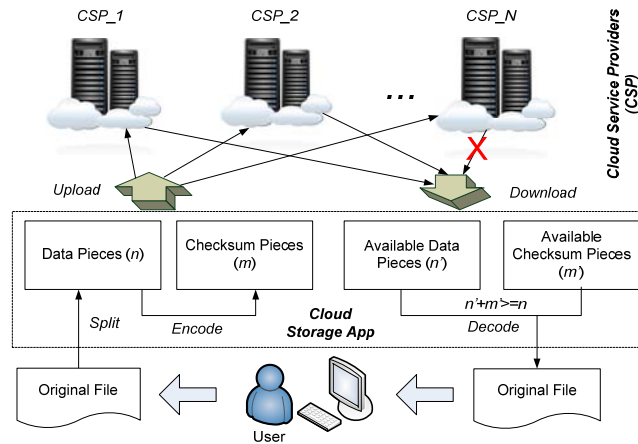 CSP_1
CSP_2
CSP_N
...
Cloud Service Providers
(CSP)
X
Upload
Download
Data Pieces (n)
Checksum Pieces
(m)
Available Data
Pieces (n')
Available
Checksum Pieces
(m')
Split
Encode
Cloud
Storage App
n'+m'>=n
Decode
Original File
User
Original File